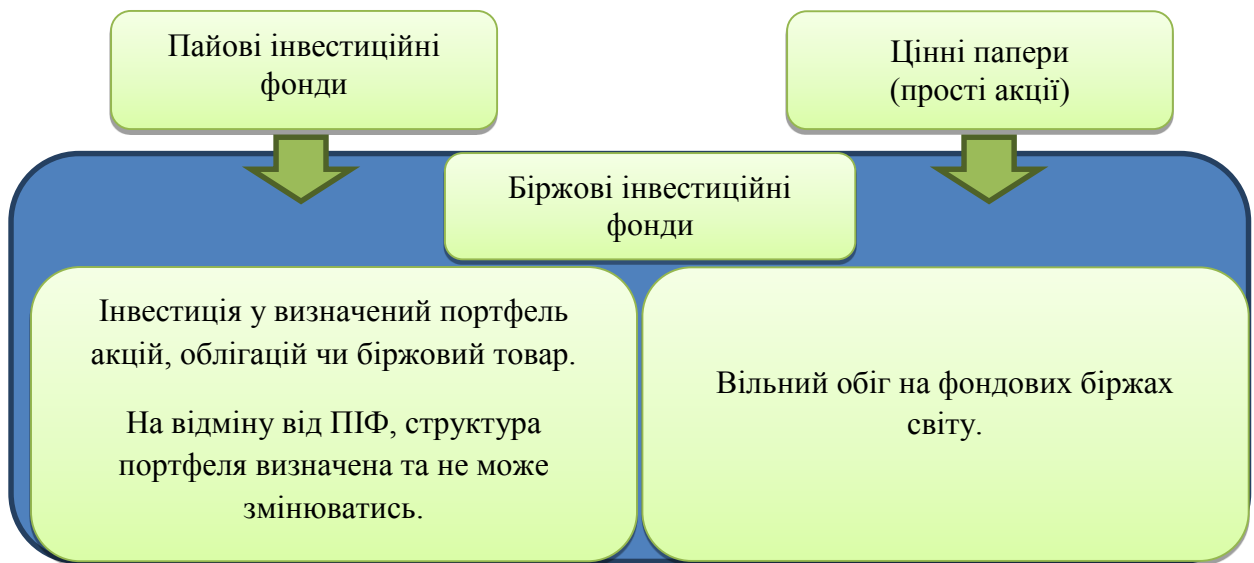 Пайові інвестиційні
фонди
Цінні папери
(прості акції)
Біржові інвестиційні
фонди
Інвестиція у визначений портфель
акцій, облігацій чи біржовий товар.
На відміну від ПІФ, структура
портфеля визначена та не може
змінюватись.
Вільний обіг на фондових біржах
світу.